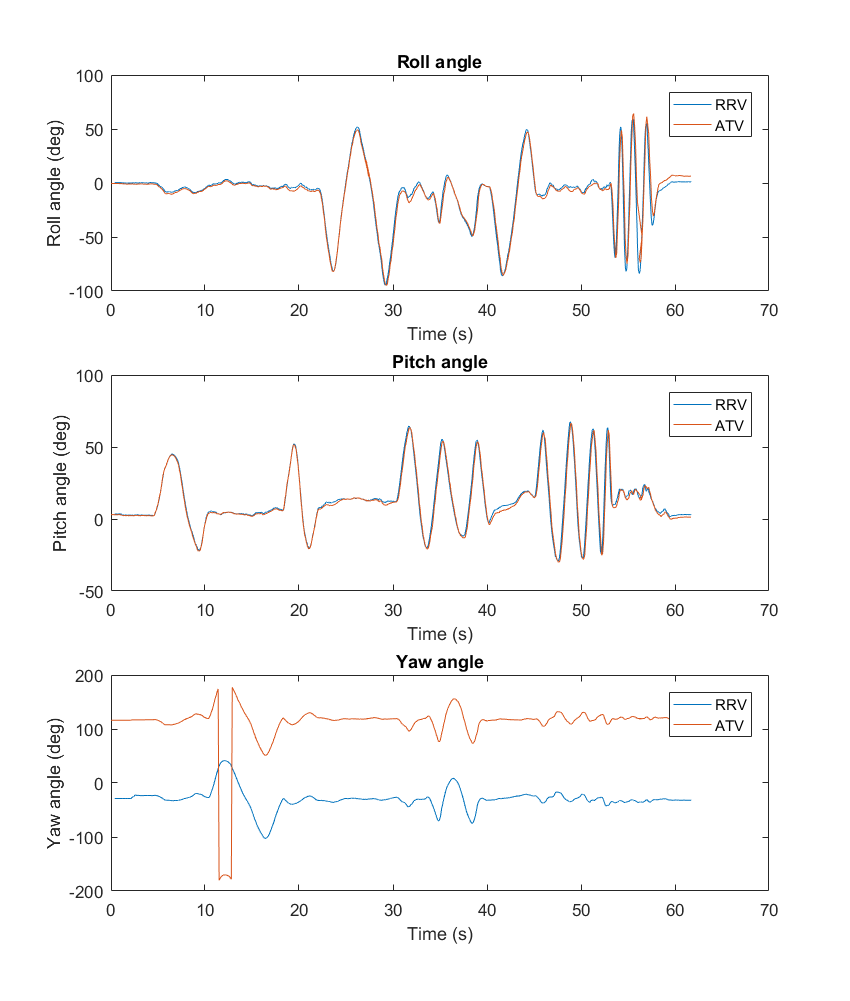 Roll angle
Roll angle (deg)
100
50
0
-50
-100
RRV
ATV
0 10 20 30 40 50 60 70
Time (s)
Pitch angle
Pitch angle (deg)
100
50
0
-50
RRV
ATV
0 10 20 30 40 50 60 70
Time (s)
Yaw angle
Yaw angle (deg)
200
100
0
-100
-200
RRV
ATV
0 10 20 30 40 50 60 70
Time (s)